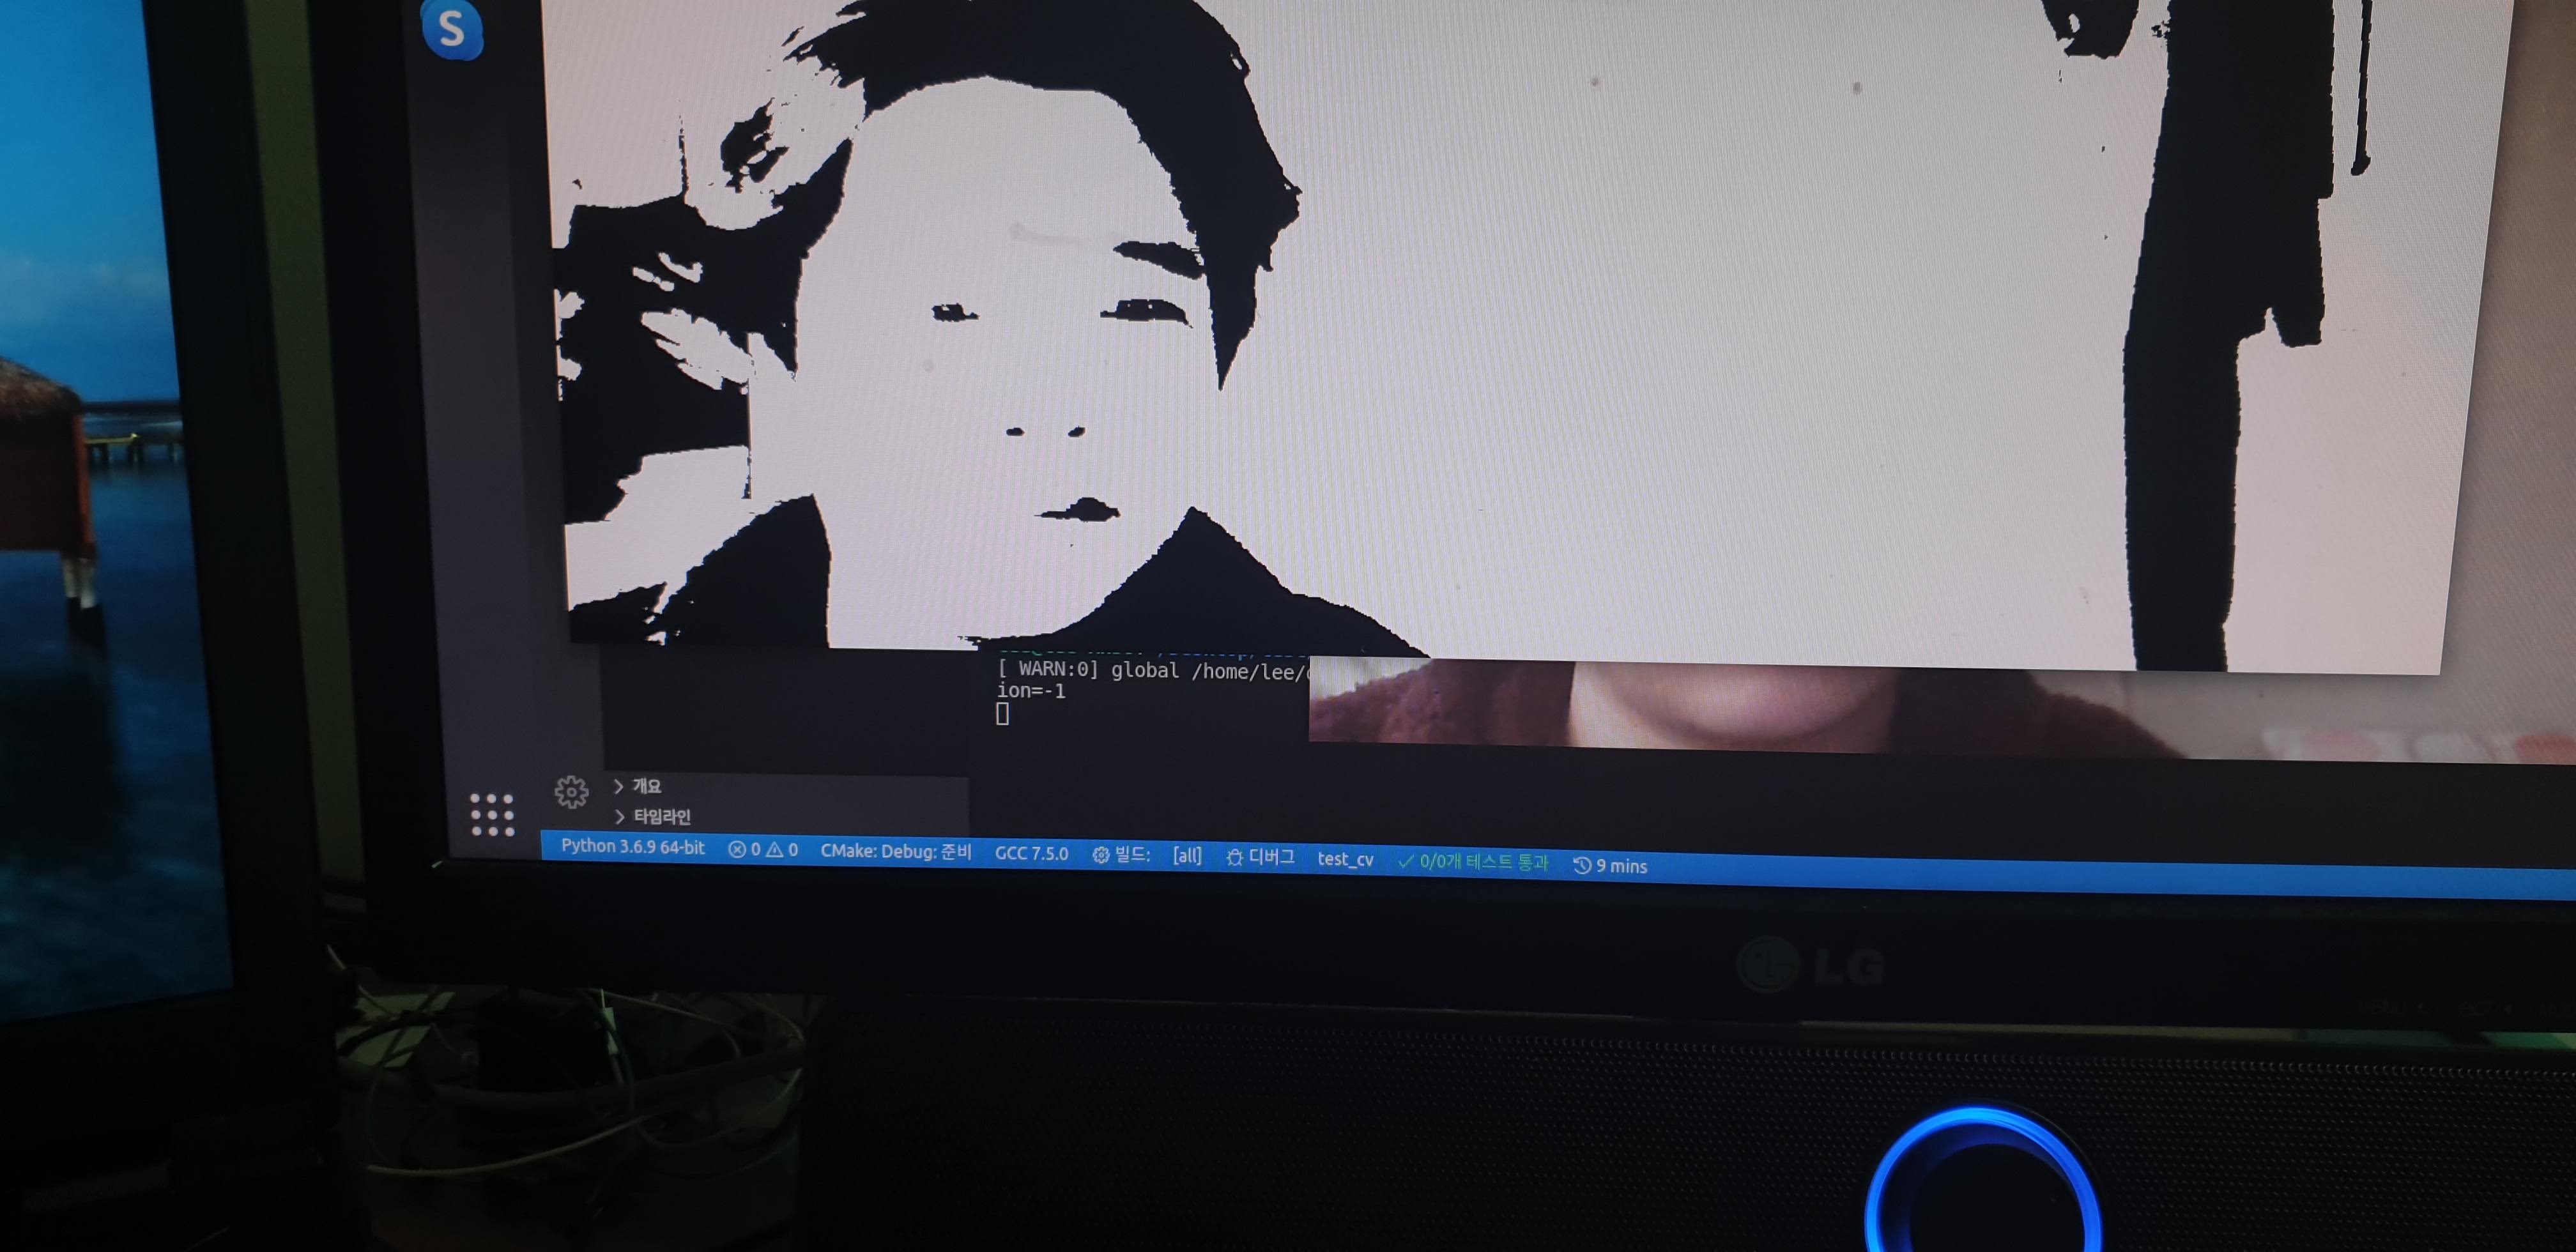 S
[ WARN:0] global /home/lee/
ion=-1
개요
타임라인
Python 3.6.9 64-bit 0 0 CMake: Debug: 준비 GCC 7.5.0 빌드: [all] 디버그 test_cv 0/0개 테스트 통과 9 mins
LG